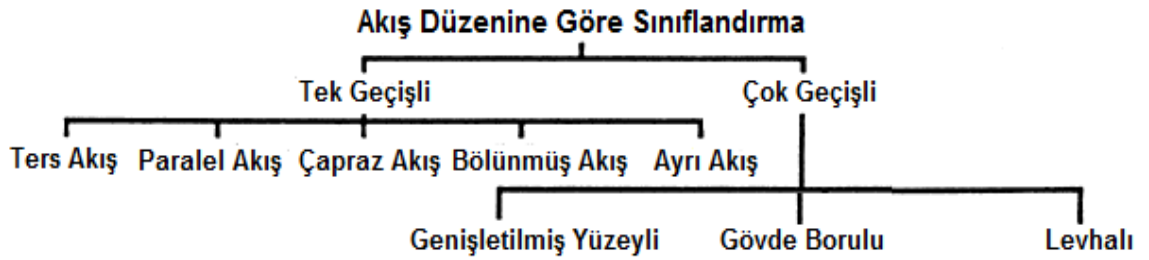 Akış Düzenine Göre Sınıflandırma
Tek Geçişli Çok Geçişli
Ters Akış Paralel Akış Çapraz Akış Bölünmüş Akış Ayrı Akış
Genişletilmiş Yüzeyli Gövde Borulu Levhalı